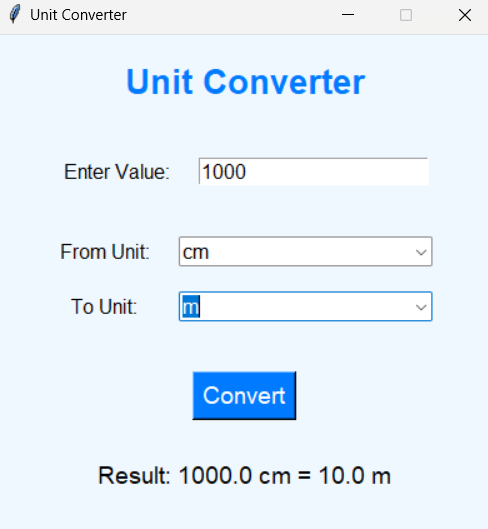 Unit Converter
Unit Converter
Enter Value: 1000
From Unit: cm
To Unit: m
Convert
Result: 1000.0 cm = 10.0 m